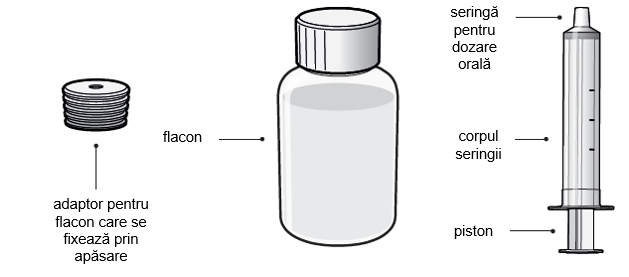 adaptor pentru
flacon care se
fixează prin
apăsare
flacon
seringă
pentru
dozare
orală
corpul
seringii
piston